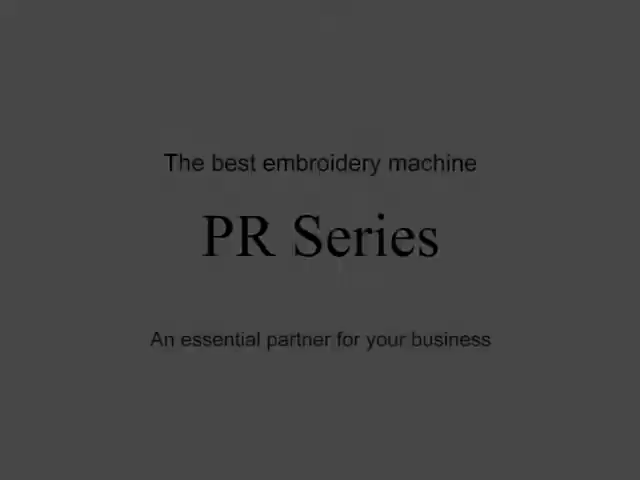 The best embroidery machine
PR Series
An essential partner for your business